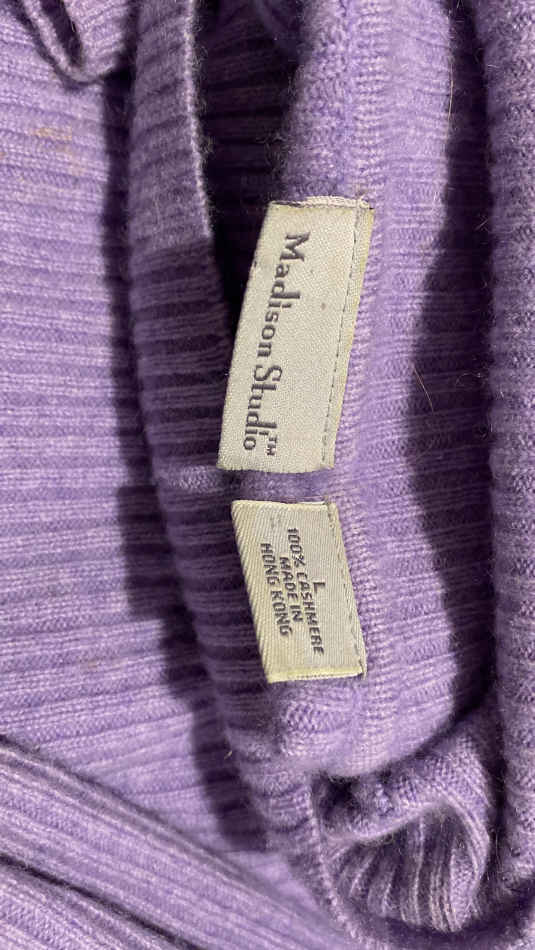 Madison Studio™
L
100% CASHMERE
MADE IN
HONG KONG